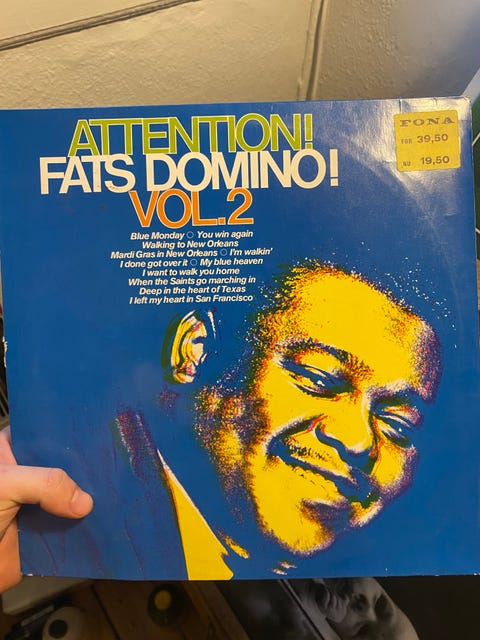 ATTENTION!
FATS DOMINO!
VOL.2
Blue Monday ○ You win again
Walking to New Orleans
Mardi Gras in New Orleans ○ I'm walkin'
I done got over it ○ My blue heaven
I want to walk you home
When the Saints go marching in
Deep in the heart of Texas
I left my heart in San Francisco
FONA
FØR 39,50
NU 19,50